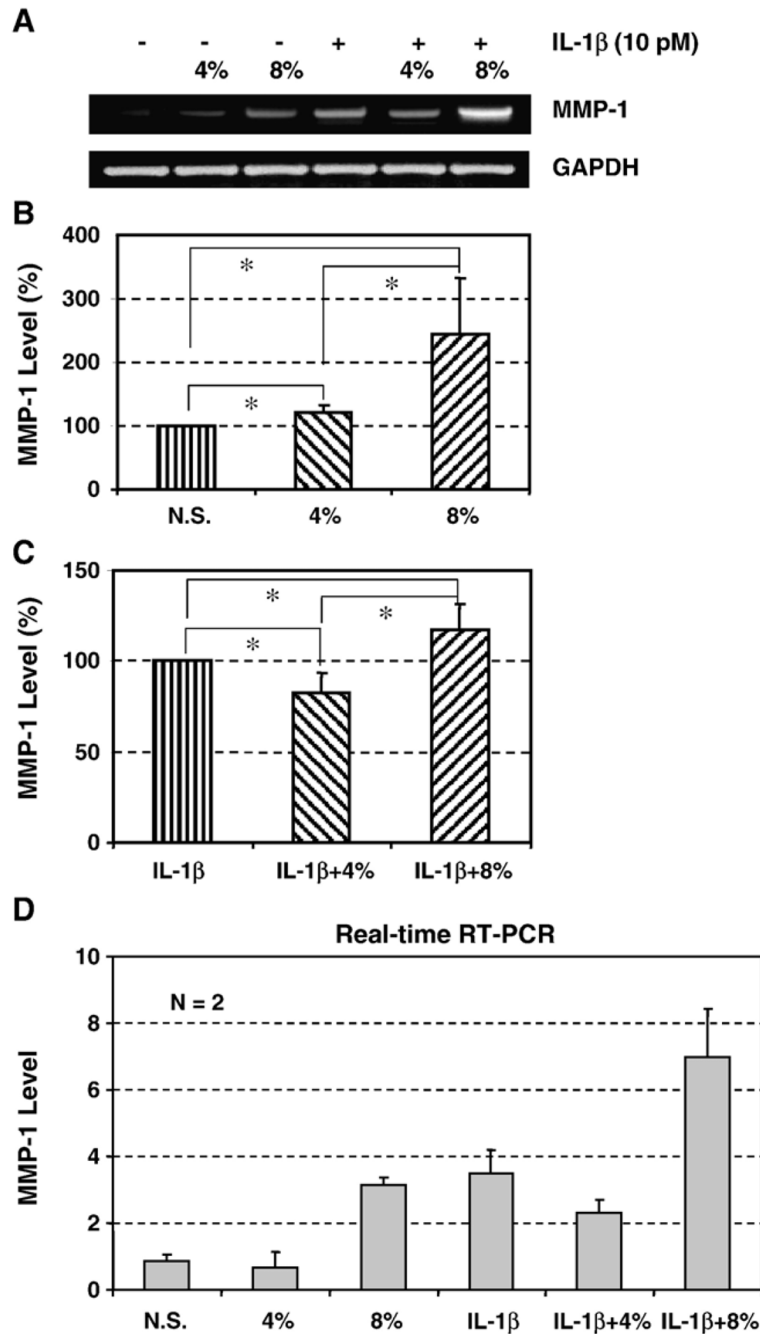 A
- - - + + + IL-1β (10 pM)
4% 8% 4% 8%
MMP-1
GAPDH
B
400
300
200
100
0
MMP-1 Level (%)
*
*
*
N.S. 4% 8%
C
150
100
50
0
MMP-1 Level (%)
*
*
*
IL-1β IL-1β+4% IL-1β+8%
D
Real-time RT-PCR
10
8
6
4
2
0
MMP-1 Level
N = 2
N.S. 4% 8% IL-1β IL-1β+4% IL-1β+8%